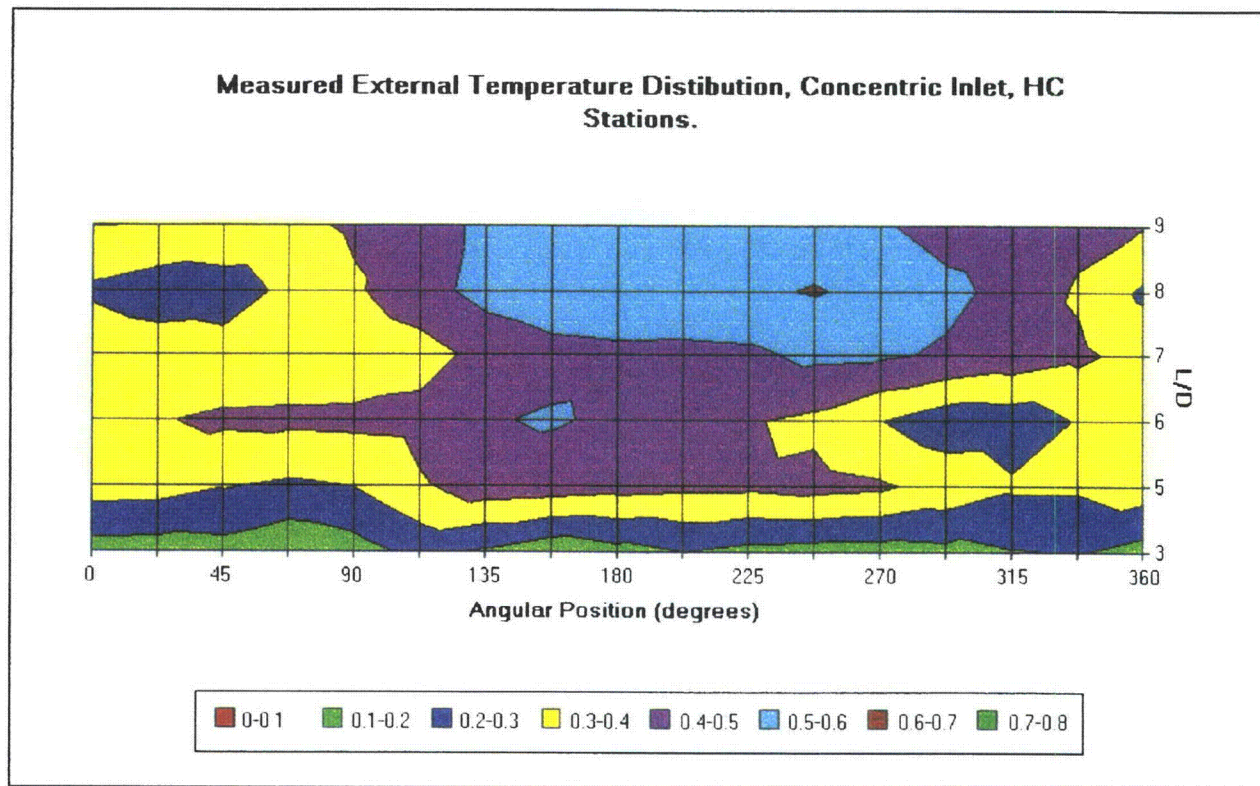 Measured External Temperature Distibution, Concentric Inlet, HC
Stations.
9
8
7
6
5
3
L/D
0 45 90 135 180 225 270 315 360
Angular Position (degrees)
0-0 1 0.1-0.2 0.2-0.3 0.3-0.4 0.4-0.5 0.5-0.6 0.6-0.7 0.7-0.8